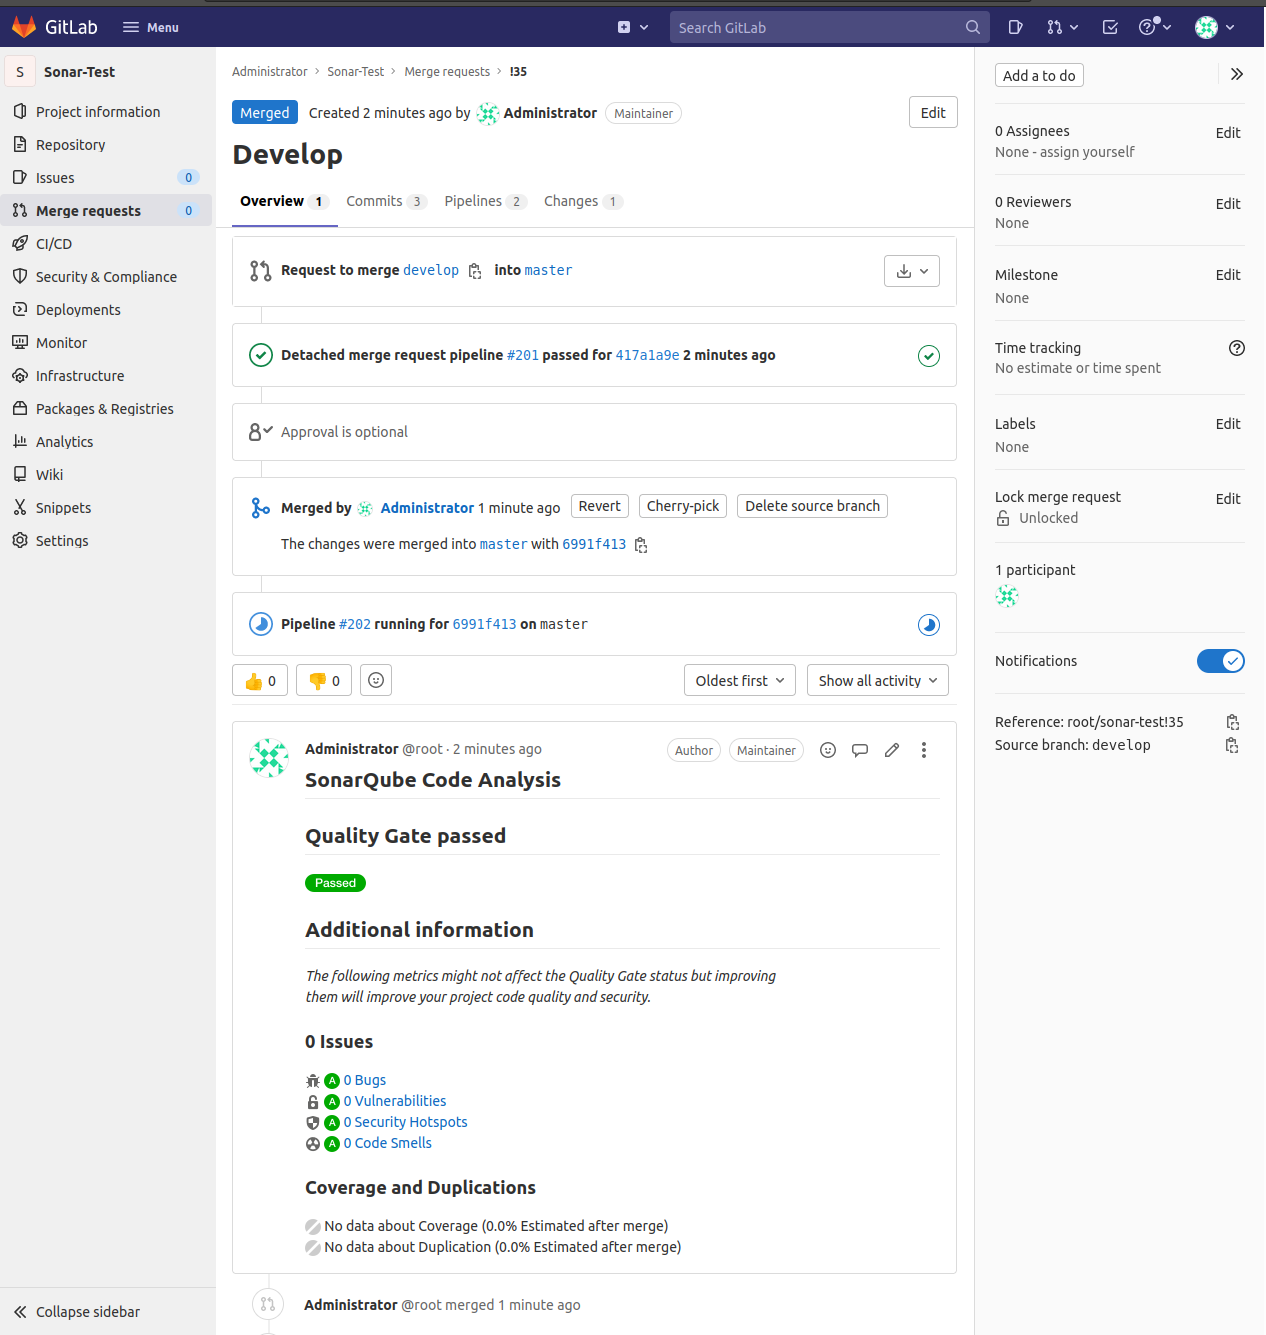 GitLab Menu Search GitLab
S Sonar-Test
Project information
Repository
Issues 0
Merge requests 0
CI/CD
Security & Compliance
Deployments
Monitor
Infrastructure
Packages & Registries
Analytics
Wiki
Snippets
Settings
Collapse sidebar
Administrator › Sonar-Test › Merge requests › !35
Merged Created 2 minutes ago by Administrator Maintainer Edit
Develop
Overview 1 Commits 3 Pipelines 2 Changes 1
Request to merge develop into master
Detached merge request pipeline #201 passed for 417a1a9e 2 minutes ago
Approval is optional
Merged by Administrator 1 minute ago Revert Cherry-pick Delete source branch
The changes were merged into master with 6991f413
Pipeline #202 running for 6991f413 on master
0 0 Oldest first Show all activity
Administrator @root · 2 minutes ago Author Maintainer
SonarQube Code Analysis
Quality Gate passed
Passed
Additional information
The following metrics might not affect the Quality Gate status but improving
them will improve your project code quality and security.
0 Issues
A 0 Bugs
A 0 Vulnerabilities
A 0 Security Hotspots
A 0 Code Smells
Coverage and Duplications
No data about Coverage (0.0% Estimated after merge)
No data about Duplication (0.0% Estimated after merge)
Administrator @root merged 1 minute ago
Add a to do
0 Assignees Edit
None - assign yourself
0 Reviewers Edit
None
Milestone Edit
None
Time tracking
No estimate or time spent
Labels Edit
None
Lock merge request Edit
Unlocked
1 participant
Notifications
Reference: root/sonar-test!35
Source branch: develop